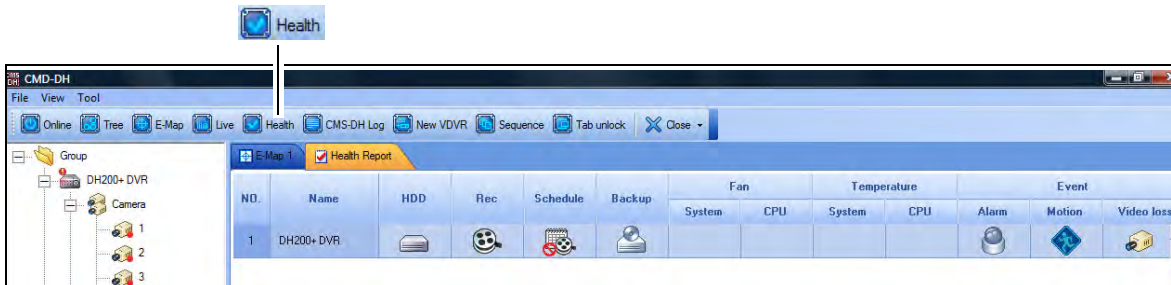 Health
CMD-DH
File View Tool
Online Tree E-Map Live Health CMS-DH Log New VDVR Sequence Tab unlock Close
Group
E-Map 1 Health Report
DH200+ DVR
Camera
1
2
3
NO. Name HDD Rec Schedule Backup Fan Temperature Event
System CPU System CPU Alarm Motion Video loss
1 DH200+ DVR